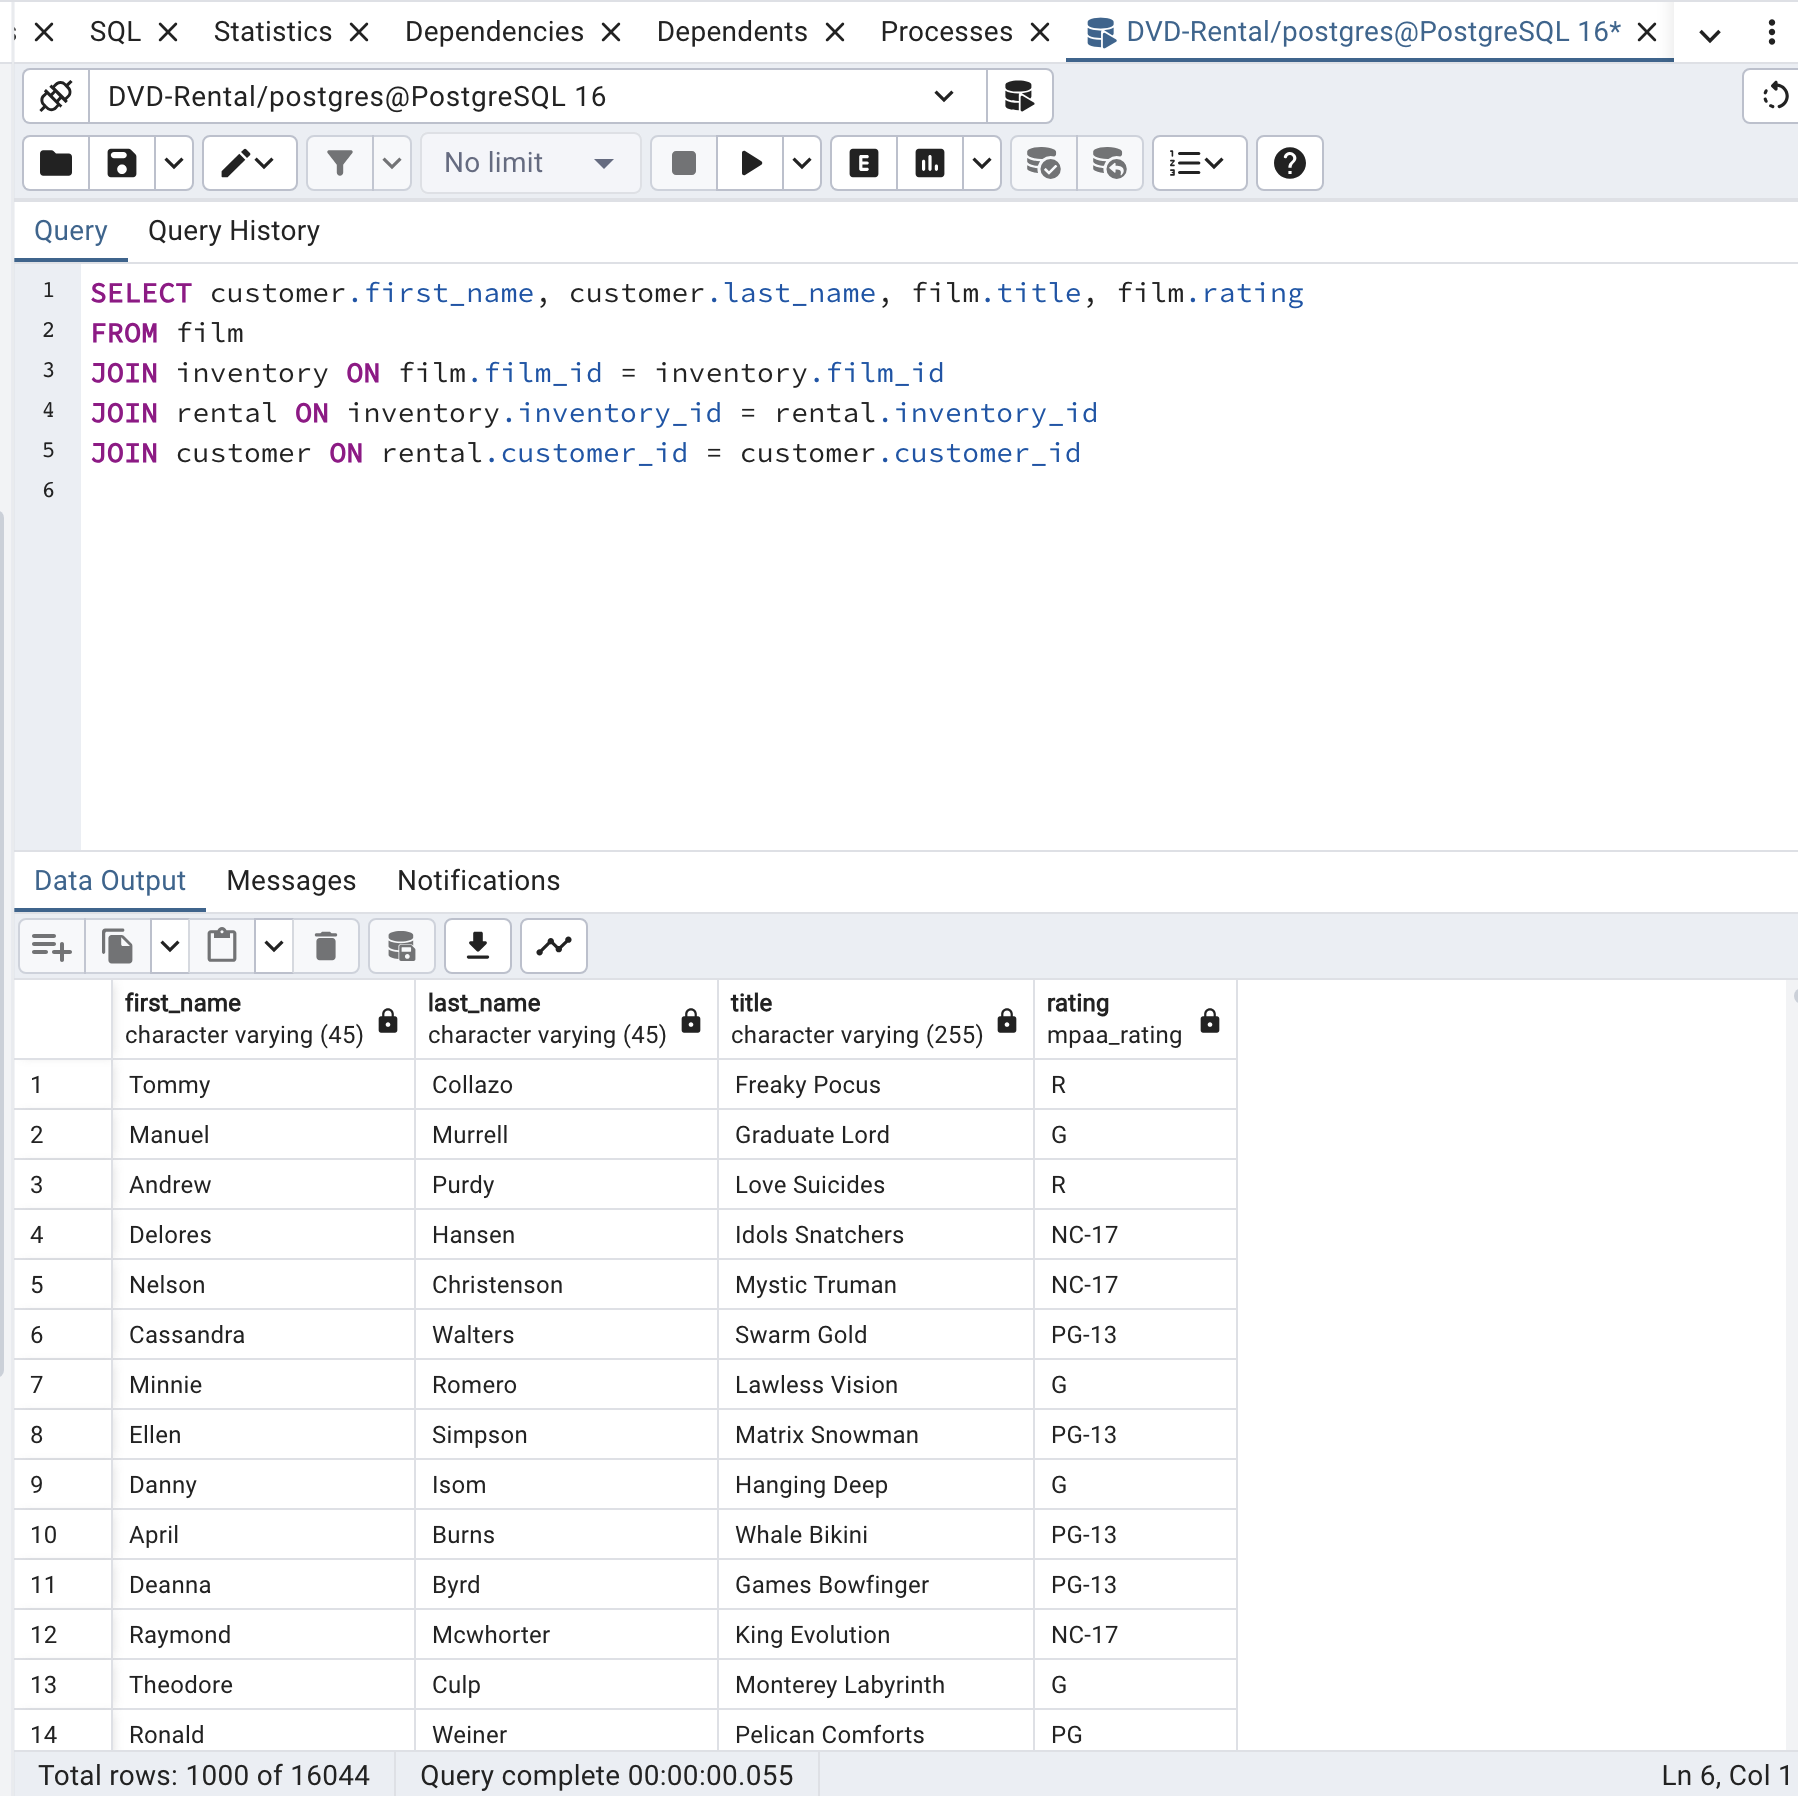 SQL Statistics Dependencies Dependents Processes DVD-Rental/postgres@PostgreSQL 16*
DVD-Rental/postgres@PostgreSQL 16
No limit E
Query Query History
1 SELECT customer.first_name, customer.last_name, film.title, film.rating
2 FROM film
3 JOIN inventory ON film.film_id = inventory.film_id
4 JOIN rental ON inventory.inventory_id = rental.inventory_id
5 JOIN customer ON rental.customer_id = customer.customer_id
6
Data Output Messages Notifications
first_name last_name title rating
character varying (45) character varying (45) character varying (255) mpaa_rating
1 Tommy Collazo Freaky Pocus R
2 Manuel Murrell Graduate Lord G
3 Andrew Purdy Love Suicides R
4 Delores Hansen Idols Snatchers NC-17
5 Nelson Christenson Mystic Truman NC-17
6 Cassandra Walters Swarm Gold PG-13
7 Minnie Romero Lawless Vision G
8 Ellen Simpson Matrix Snowman PG-13
9 Danny Isom Hanging Deep G
10 April Burns Whale Bikini PG-13
11 Deanna Byrd Games Bowfinger PG-13
12 Raymond Mcwhorter King Evolution NC-17
13 Theodore Culp Monterey Labyrinth G
14 Ronald Weiner Pelican Comforts PG
Total rows: 1000 of 16044 Query complete 00:00:00.055 Ln 6, Col 1